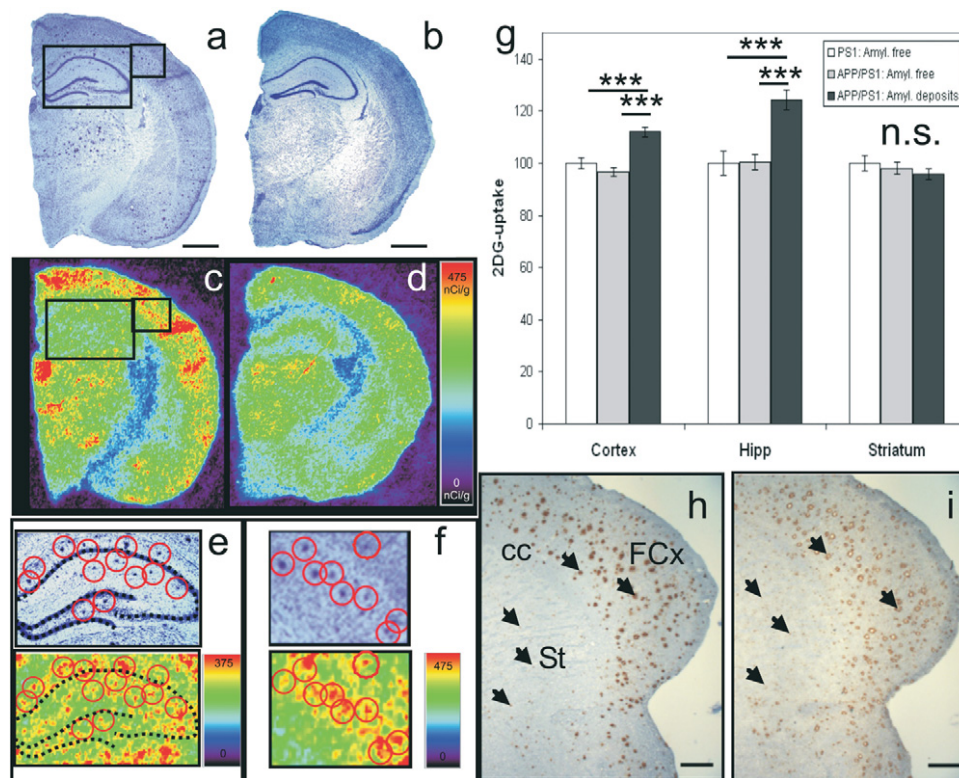 a
b
g
140
120
100
80
60
40
20
0
2DG-uptake
***
***
***
***
n.s.
PS1: Amyl. free
APP/PS1: Amyl. free
APP/PS1: Amyl. deposits
Cortex
Hipp
Striatum
c
d
475
nCi/g
0
nCi/g
e
375
0
f
475
0
h
cc
FCx
St
i